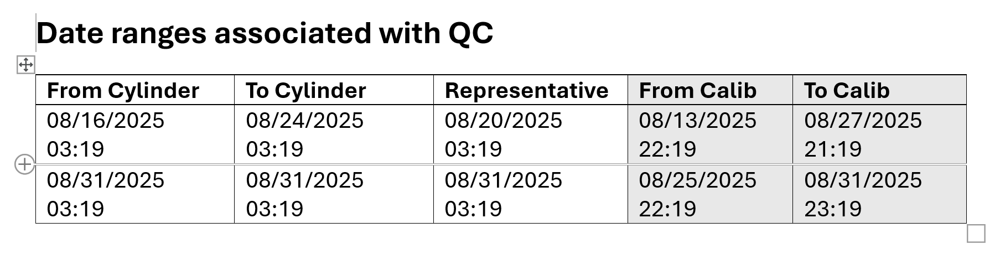 Date ranges associated with QC
From Cylinder To Cylinder Representative From Calib To Calib
08/16/2025 08/24/2025 08/20/2025 08/13/2025 08/27/2025
03:19 03:19 03:19 22:19 21:19
08/31/2025 08/31/2025 08/31/2025 08/25/2025 08/31/2025
03:19 03:19 03:19 22:19 23:19